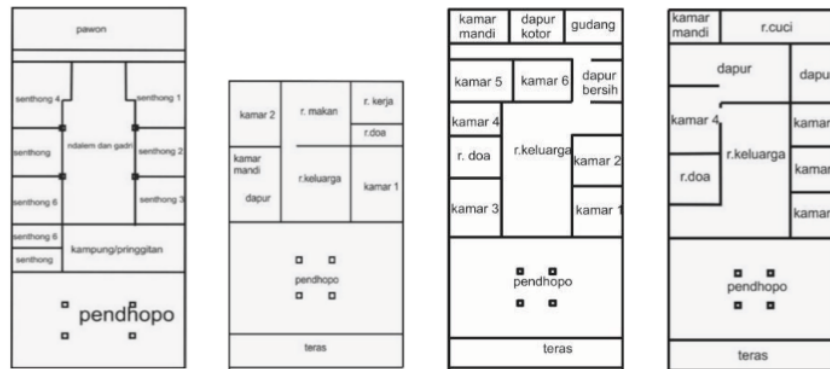 pawon
senthong 4
senthong 1
senthong
ndalem dan gadri
senthong 2
senthong 6
senthong 3
senthong 6
senthong
kampung/pringgitan
pendhopo
kamar 2
r. makan
r. kerja
r.doa
kamar
mandi
dapur
r.keluarga
kamar 1
pendhopo
teras
kamar
mandi
dapur
kotor
gudang
kamar 5
kamar 6
dapur
bersih
kamar 4
r. doa
r.keluarga
kamar 2
kamar 3
kamar 1
pendhopo
teras
kamar
mandi
r.cuci
dapur
dapu
kamar 4
kamar
r.doa
r.keluarga
kamar
kamar
pendhopo
teras